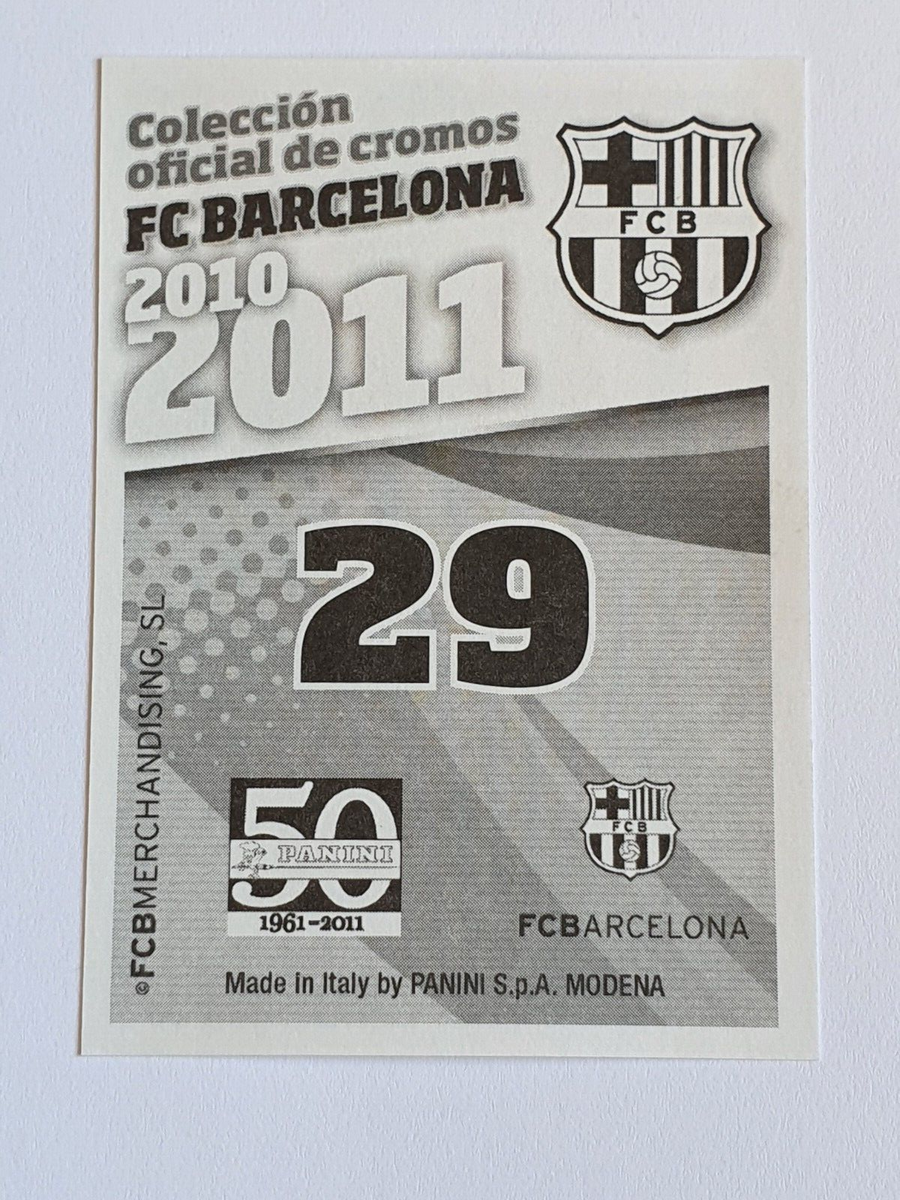 Colección
oficial de cromos
FC BARCELONA
2010
2011
FCB
29
©FCBMERCHANDISING, SL
50
PANINI
1961-2011
FCB
FCBARCELONA
Made in Italy by PANINI S.p.A. MODENA